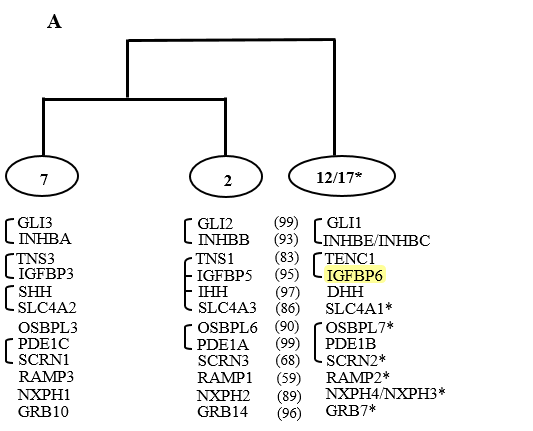 A
7 2 12/17*
GLI3 GLI2 (99) GLI1
INHBA INHBB (93) INHBE/INHBC
TNS3 TNS1 (83) TENC1
IGFBP3 IGFBP5 (95) IGFBP6
SHH IHH (97) DHH
SLC4A2 SLC4A3 (86) SLC4A1*
OSBPL3 OSBPL6 (90) OSBPL7*
PDE1C PDE1A (99) PDE1B
SCRN1 SCRN3 (68) SCRN2*
RAMP3 RAMP1 (59) RAMP2*
NXPH1 NXPH2 (89) NXPH4/NXPH3*
GRB10 GRB14 (96) GRB7*